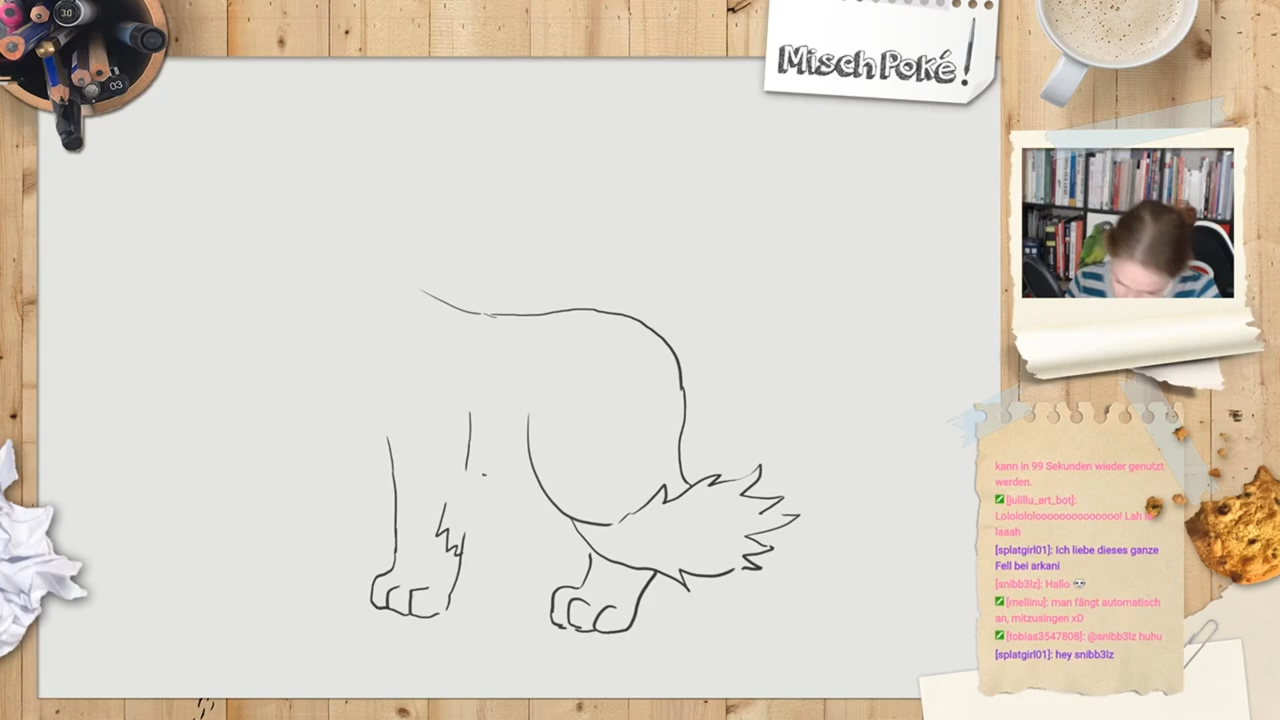 30
03
Misch Poké!
kann in 99 Sekunden wieder genutzt
werden.
[julillu_art_bot]:
Lolololoooooooooooooo! Lah
laaah
[splatgirl01]: Ich liebe dieses ganze
Fell bei arkani
[snibb3lz]: Hallo
[mellinu]: man fängt automatisch
an, mitzusingen xD
[tobias3547808]: @snibb3lz huhu
[splatgirl01]: hey snibb3lz